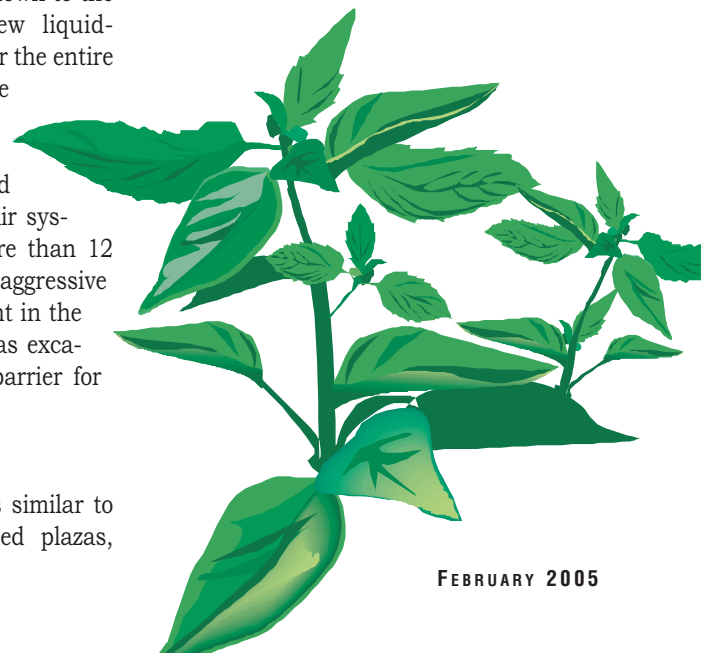 ew liquid-
r the entire
e
d
ir sys-
re than 12
aggressive
nt in the
as exca-
barrier for
s similar to
ed plazas,
FEBRUARY 2005